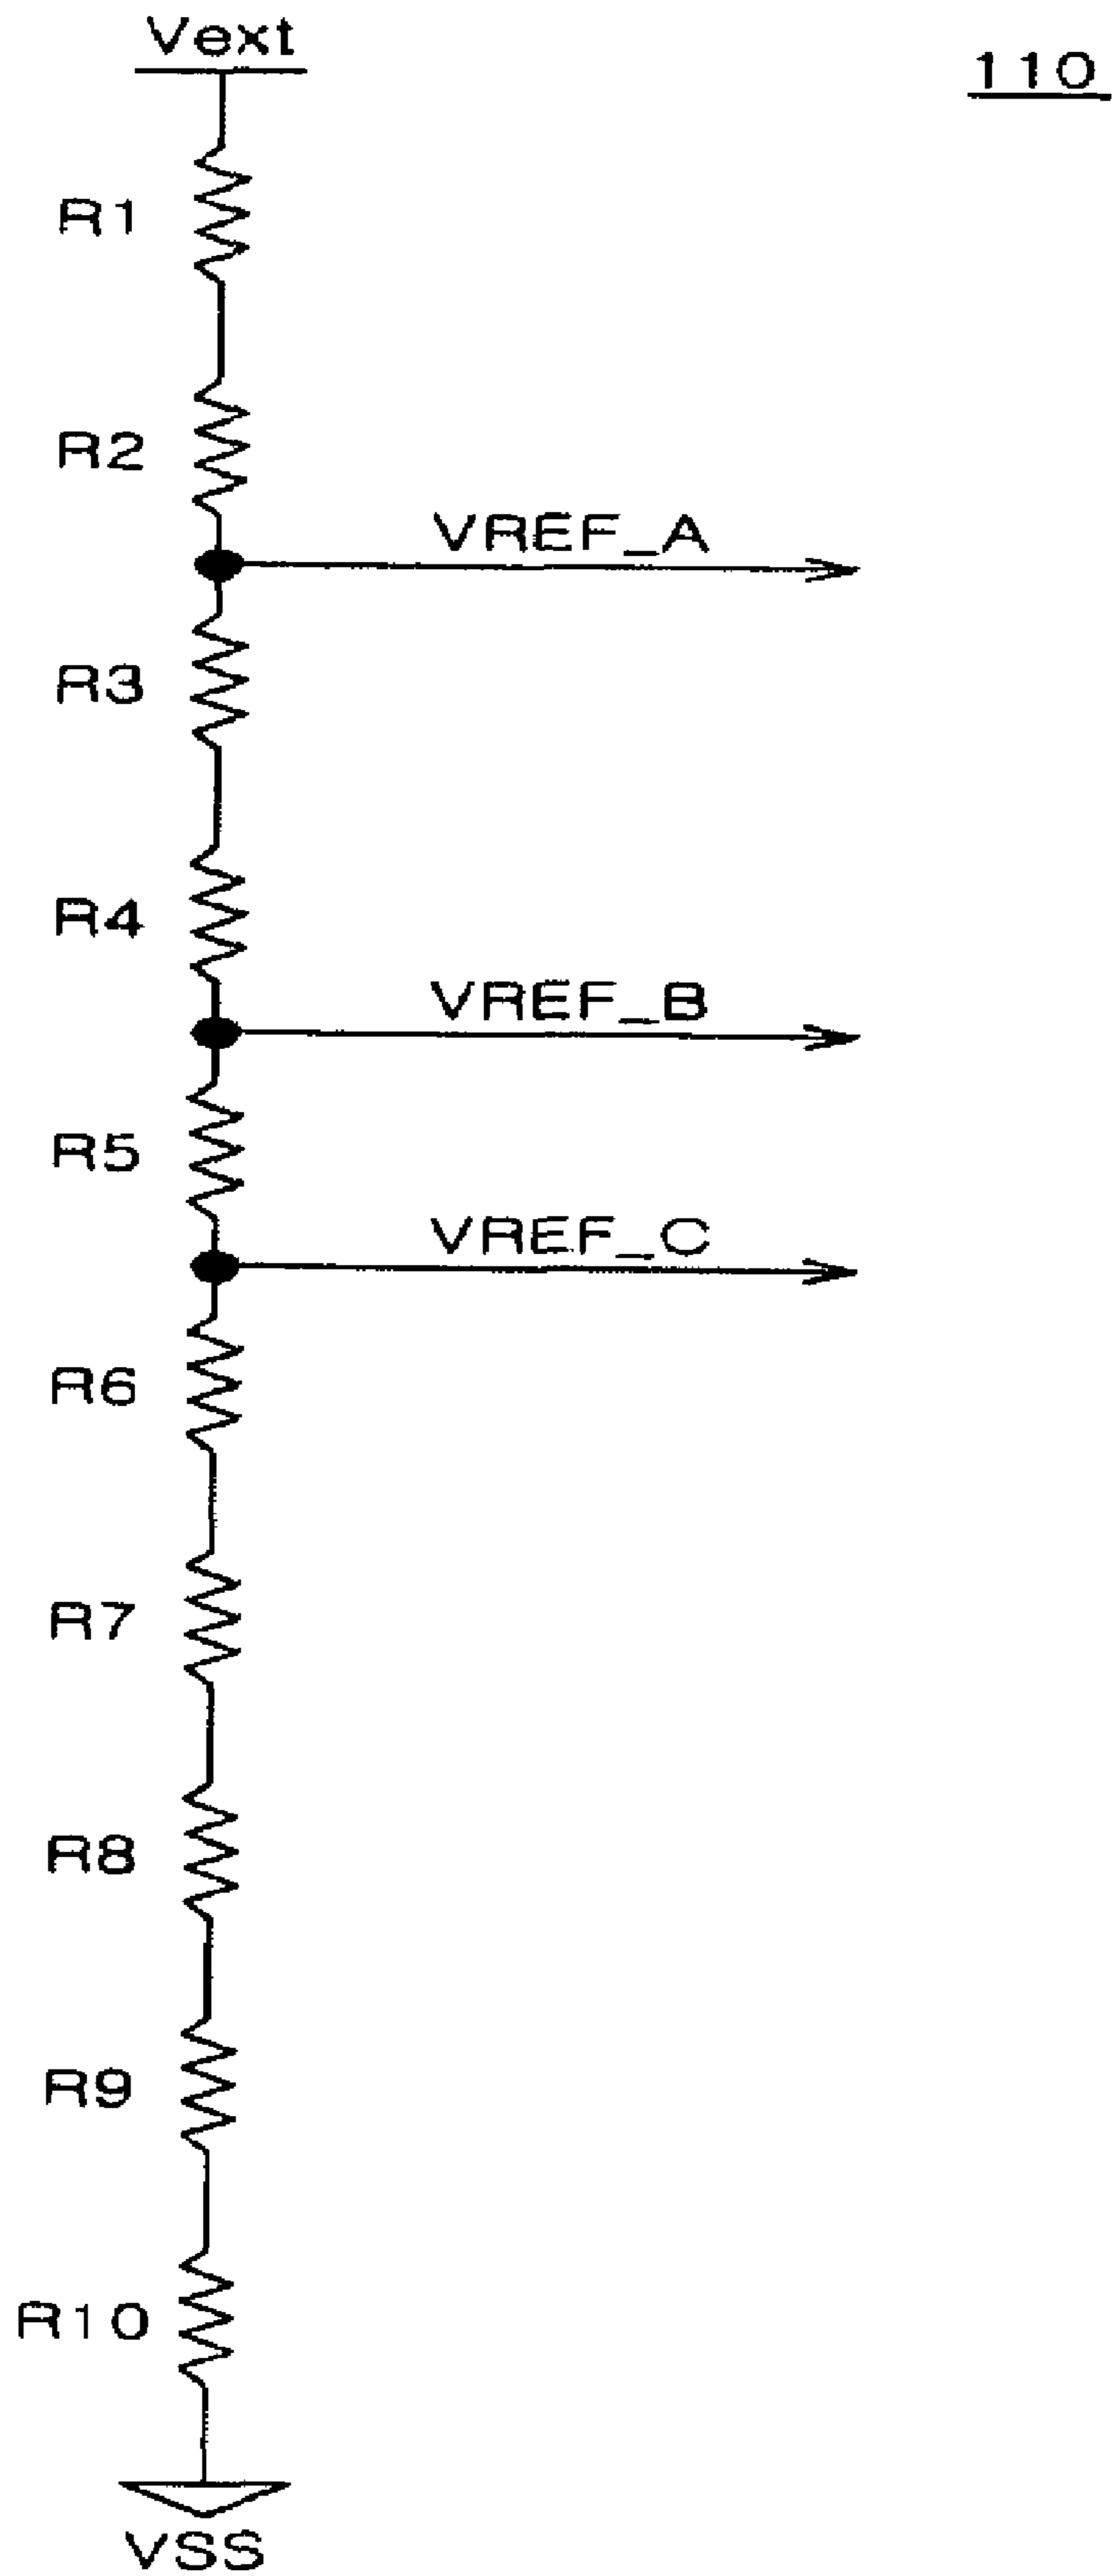 Vext
110
R1
R2
VREF_A
R3
R4
VREF_B
R5
VREF_C
R6
R7
R8
R9
R10
VSS